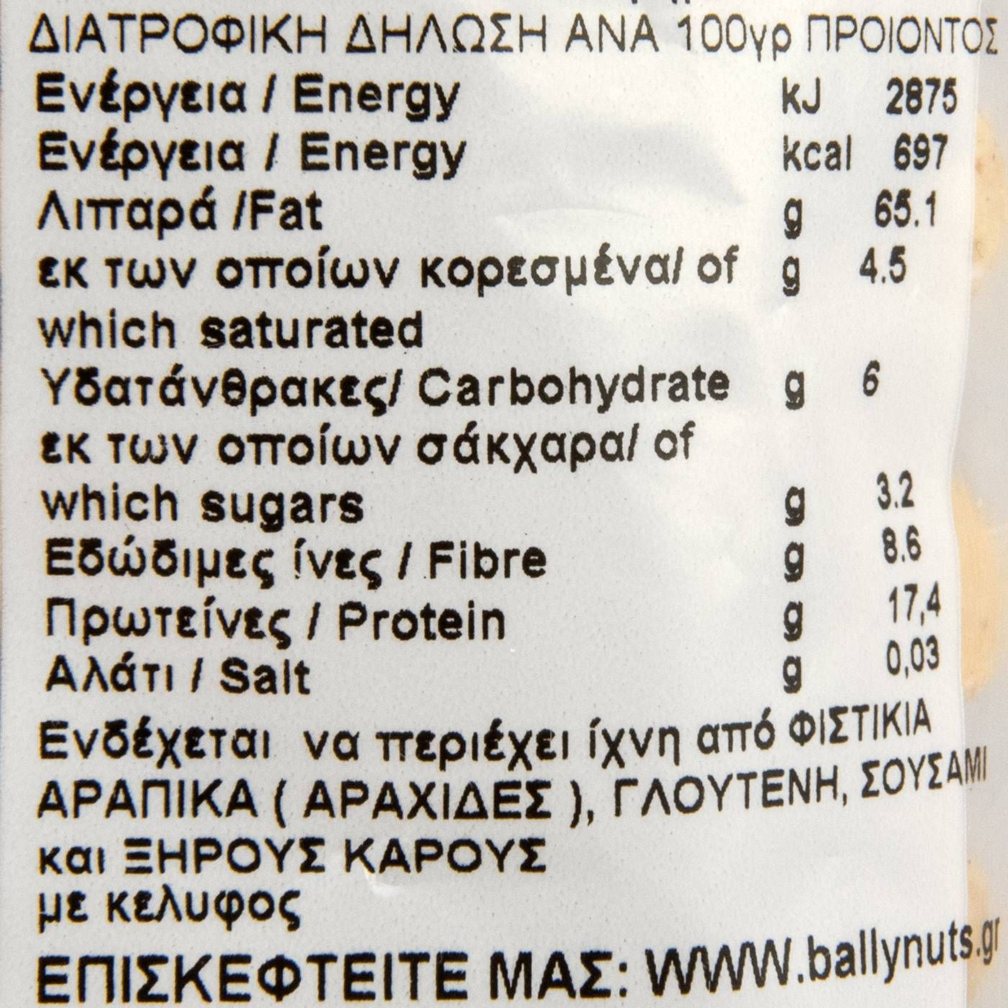 ΔΙΑΤΡΟΦΙΚΗ ΔΗΛΩΣΗ ΑΝΑ 100γρ ΠΡΟΙΟΝΤΟΣ
Ενέργεια / Energy kJ 2875
Ενέργεια / Energy kcal 697
Λιπαρά /Fat g 65.1
εκ των οποίων κορεσμένα/ of g 4.5
which saturated
Υδατάνθρακες/ Carbohydrate g 6
εκ των οποίων σάκχαρα/ of
which sugars g 3.2
Εδώδιμες ίνες / Fibre g 8.6
Πρωτείνες / Protein g 17,4
Αλάτι / Salt g 0,03
Ενδέχεται να περιέχει ίχνη από ΦΙΣΤΙΚΙΑ
ΑΡΑΠΙΚΑ ( ΑΡΑΧΙΔΕΣ ), ΓΛΟΥΤΕΝΗ, ΣΟΥΣΑΜΙ
και ΞΗΡΟΥΣ ΚΑΡΟΥΣ
με κελυφος
ΕΠΙΣΚΕΦΤΕΙΤΕ ΜΑΣ: WWW.ballynuts.gr